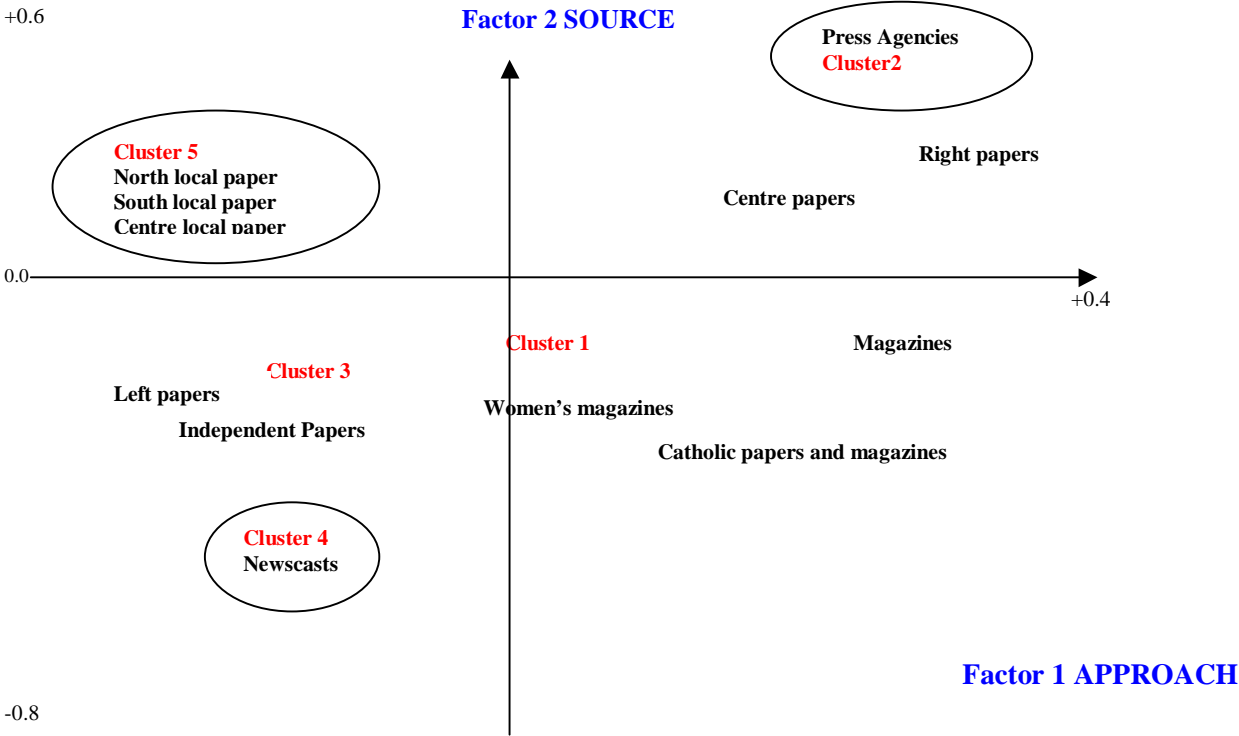 +0.6
Factor 2 SOURCE
Press Agencies
Cluster2
Cluster 5
North local paper
South local paper
Centre local paper
Right papers
Centre papers
0.0
+0.4
Cluster 1
Magazines
Cluster 3
Left papers
Women's magazines
Independent Papers
Catholic papers and magazines
Cluster 4
Newscasts
Factor 1 APPROACH
-0.8